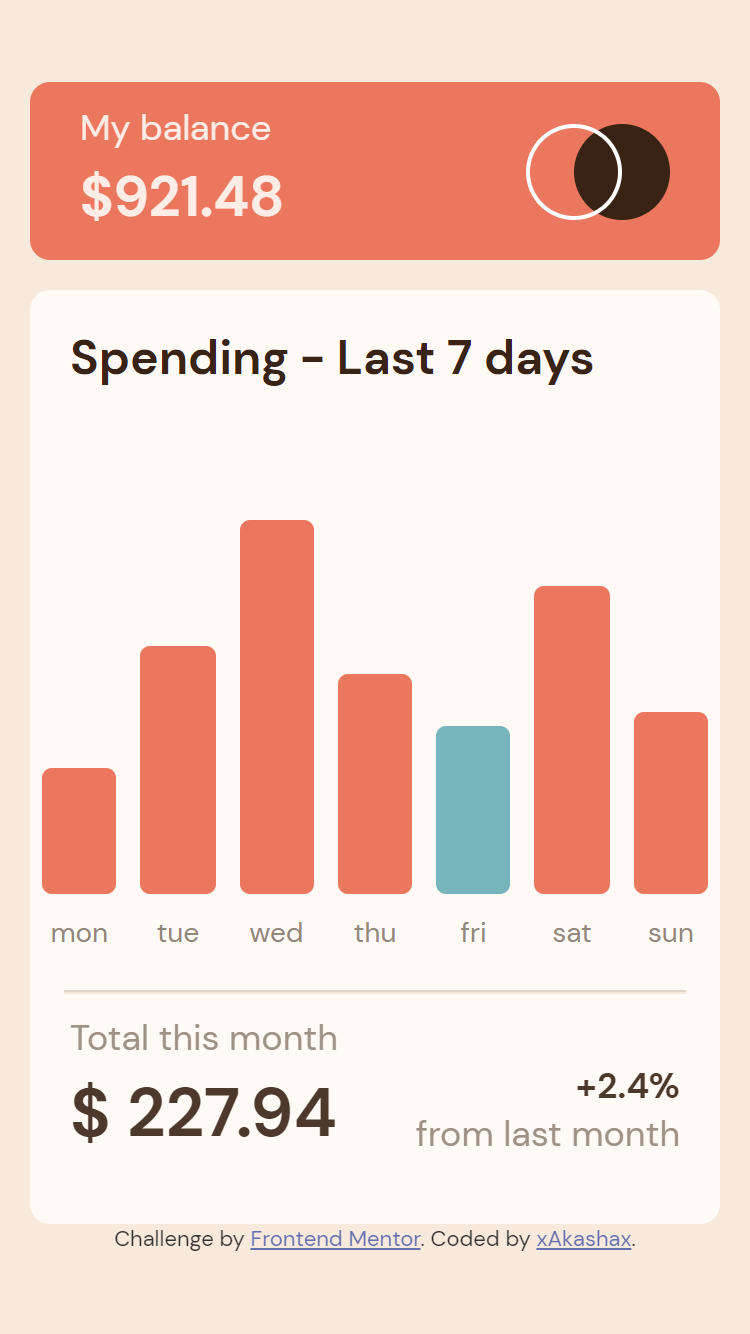 My balance
$921.48
Spending - Last 7 days
mon tue wed thu fri sat sun
Total this month
$ 227.94
+2.4%
from last month
Challenge by Frontend Mentor. Coded by xAkashax.